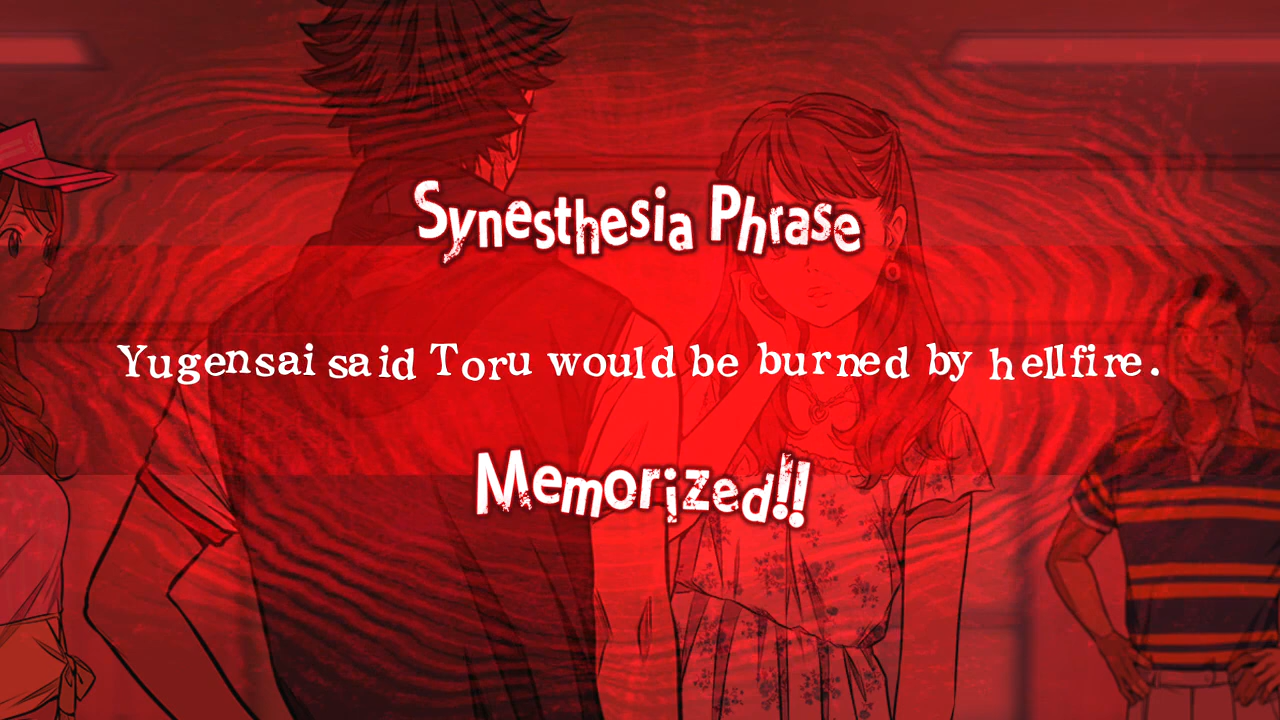 Synesthesia Phrase
Yugensai said Toru would be burned by hellfire.
Memorized!!